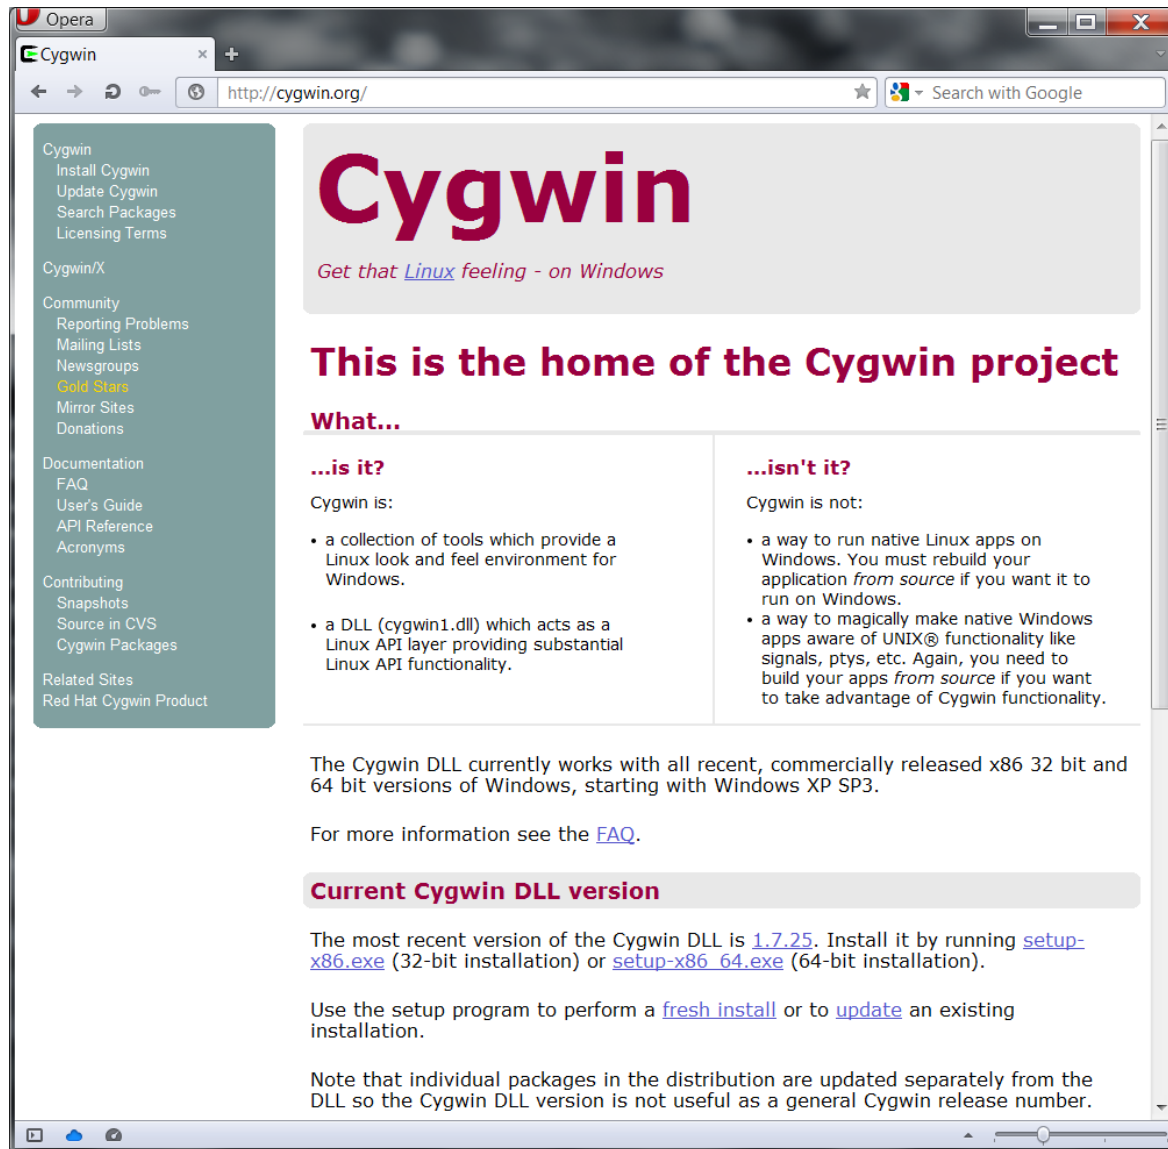 Opera
Cygwin
http://cygwin.org/
Search with Google
Cygwin
Install Cygwin
Update Cygwin
Search Packages
Licensing Terms
Cygwin/X
Community
Reporting Problems
Mailing Lists
Newsgroups
Gold Stars
Mirror Sites
Donations
Documentation
FAQ
User's Guide
API Reference
Acronyms
Contributing
Snapshots
Source in CVS
Cygwin Packages
Related Sites
Red Hat Cygwin Product
Cygwin
Get that Linux feeling - on Windows
This is the home of the Cygwin project
What...
...is it?
Cygwin is:
• a collection of tools which provide a
Linux look and feel environment for
Windows.
• a DLL (cygwin1.dll) which acts as a
Linux API layer providing substantial
Linux API functionality.
...isn't it?
Cygwin is not:
• a way to run native Linux apps on
Windows. You must rebuild your
application from source if you want it to
run on Windows.
• a way to magically make native Windows
apps aware of UNIX® functionality like
signals, ptys, etc. Again, you need to
build your apps from source if you want
to take advantage of Cygwin functionality.
The Cygwin DLL currently works with all recent, commercially released x86 32 bit and
64 bit versions of Windows, starting with Windows XP SP3.
For more information see the FAQ.
Current Cygwin DLL version
The most recent version of the Cygwin DLL is 1.7.25. Install it by running setup-
x86.exe (32-bit installation) or setup-x86_64.exe (64-bit installation).
Use the setup program to perform a fresh install or to update an existing
installation.
Note that individual packages in the distribution are updated separately from the
DLL so the Cygwin DLL version is not useful as a general Cygwin release number.